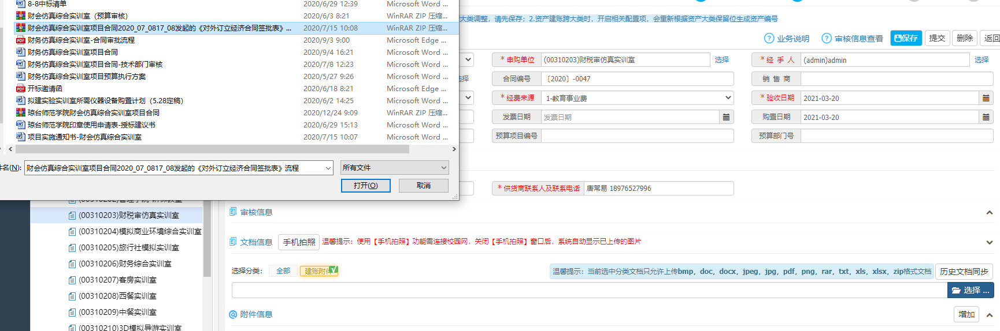 8-8中标清单 2020/6/29 12:39 Microsoft Word ...
财会仿真综合实训室（预算审核） 2020/6/3 8:21 WinRAR ZIP 压缩...
财会仿真综合实训室项目合同2020_07_0817_08发起的《对外订立经济合同签批表》... 2020/7/15 10:08 WinRAR ZIP 压缩...
财务仿真综合实训室-合同审批流程 2020/9/3 9:00 Microsoft Edge ...
财务仿真综合实训室项目合同 2020/9/4 16:21 Microsoft Word ...
财务仿真综合实训室项目合同-技术部门审核 2020/7/8 12:23 Microsoft Word ...
财务仿真综合实训室项目预算执行方案 2020/5/27 9:26 Microsoft Word ...
开标邀请函 2020/6/18 8:21 Microsoft Edge ...
拟建实验实训室所需仪器设备购置计划（5.28定稿） 2020/6/2 14:25 Microsoft Word ...
琼台师范学院财会仿真综合实训室项目合同 2020/12/24 9:09 WinRAR ZIP 压缩...
琼台师范学院印章使用申请表-授标建议书 2020/6/29 15:13 Microsoft Word ...
项目实施通知书-财会仿真综合实训室 2020/7/15 10:07 Microsoft Word ...
件名(N): 财会仿真综合实训室项目合同2020_07_0817_08发起的《对外订立经济合同签批表》流程 所有文件
打开(O) 取消
大类调整，请先保存；2.资产建账跨大类时，开启相关配置项，会重新根据资产大类保留位生成资产编号
业务说明 审核信息查看 保存 提交 删除 返回
* 申购单位 (00310203)财税审仿真实训室 选择 * 经 手 人 (admin)admin 选择
选择 合同编号 〔2020〕-0047 销 售 商
* 经费来源 1-教育事业费 * 验收日期 2021-03-20
发票日期 发票日期 购置日期 2021-03-20
预算项目编号 预算部门号
* 供货商联系人及联系电话 唐常易 18976527996
(00310203)财税审仿真实训室
(00310204)模拟商业环境综合实训室
(00310205)旅行社模拟实训室
(00310206)财务综合实训室
(00310207)客房实训室
(00310208)西餐实训室
(00310209)中餐实训室
(00310210)3D模拟导游实训室
审核信息
文档信息 手机拍照 温馨提示：使用【手机拍照】功能需连接校园网，关闭【手机拍照】窗口后，系统自动显示已上传的图片
选择分类： 全部 建账附件 温馨提示：当前选中分类文档只允许上传bmp，doc，docx，jpeg，jpg，pdf，png，rar，txt，xls，xlsx，zip格式文档 历史文档同步
选择 ...
附件信息 增加